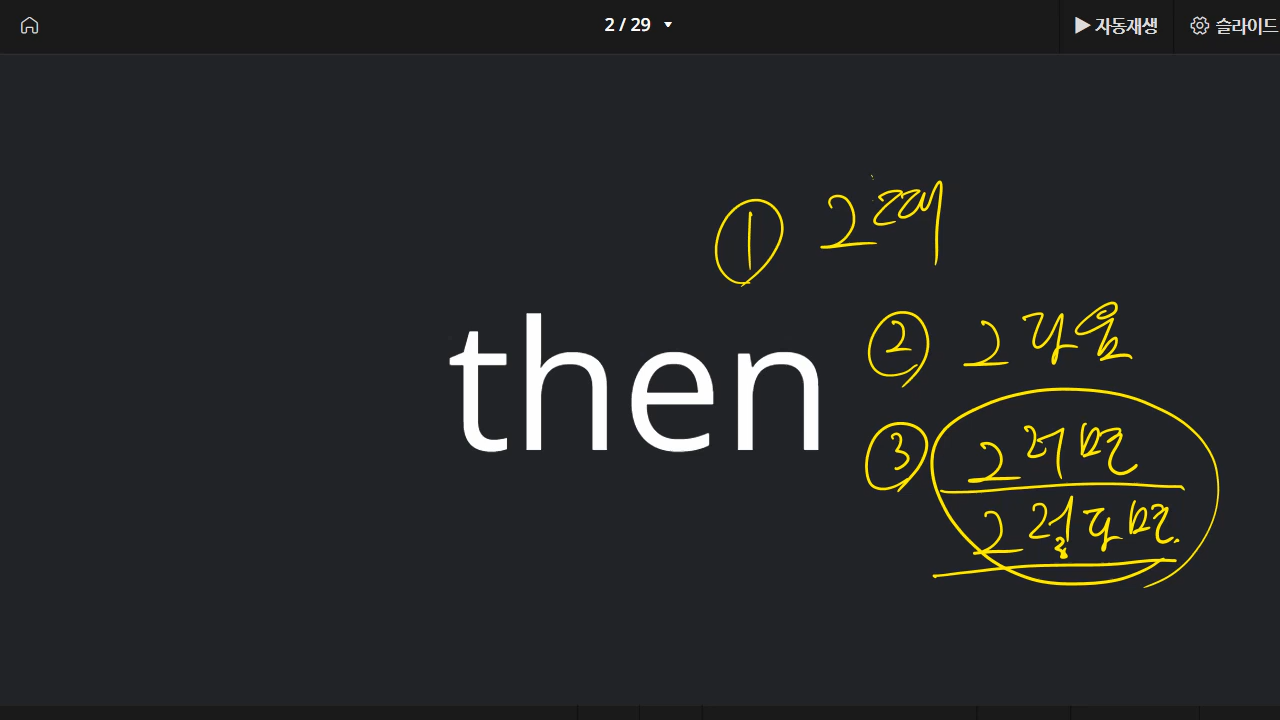 2 / 29
▶ 자동재생
슬라이드
① 그때
then
② 그 다음
③ 그러면
그렇다면